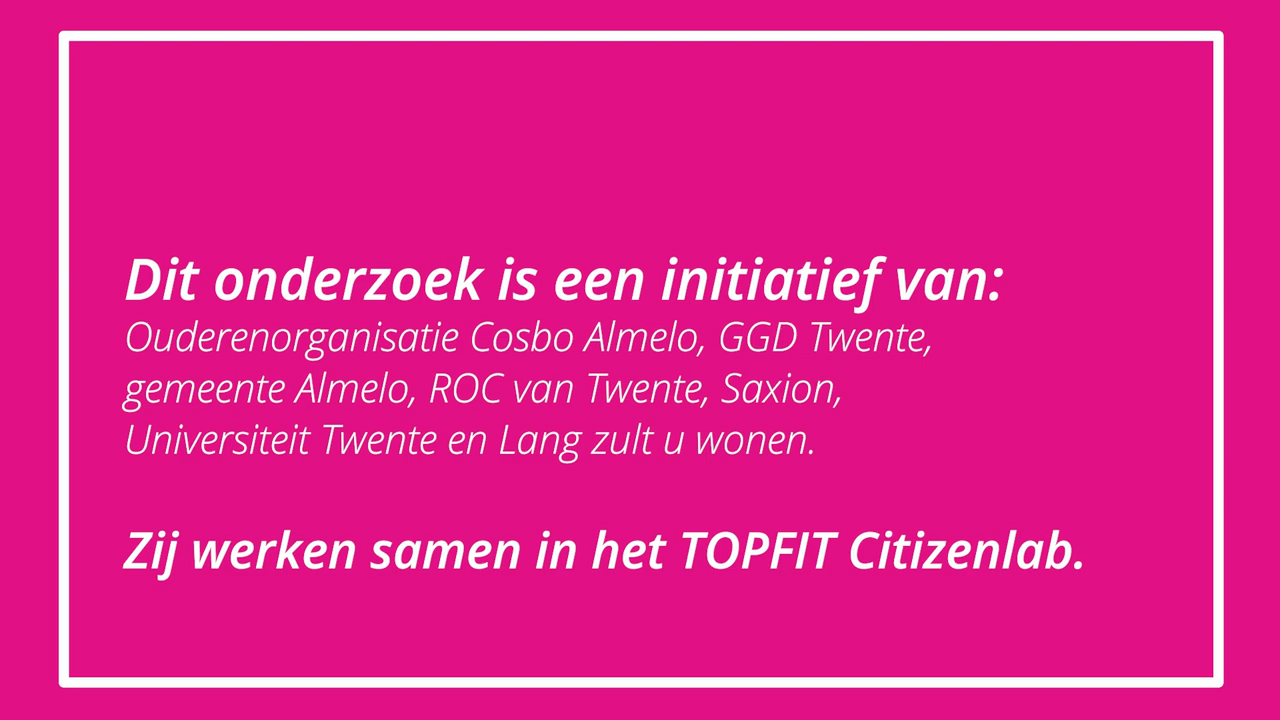 Dit onderzoek is een initiatief van:
Ouderenorganisatie Cosbo Almelo, GGD Twente,
gemeente Almelo, ROC van Twente, Saxion,
Universiteit Twente en Lang zult u wonen.
Zij werken samen in het TOPFIT Citizenlab.